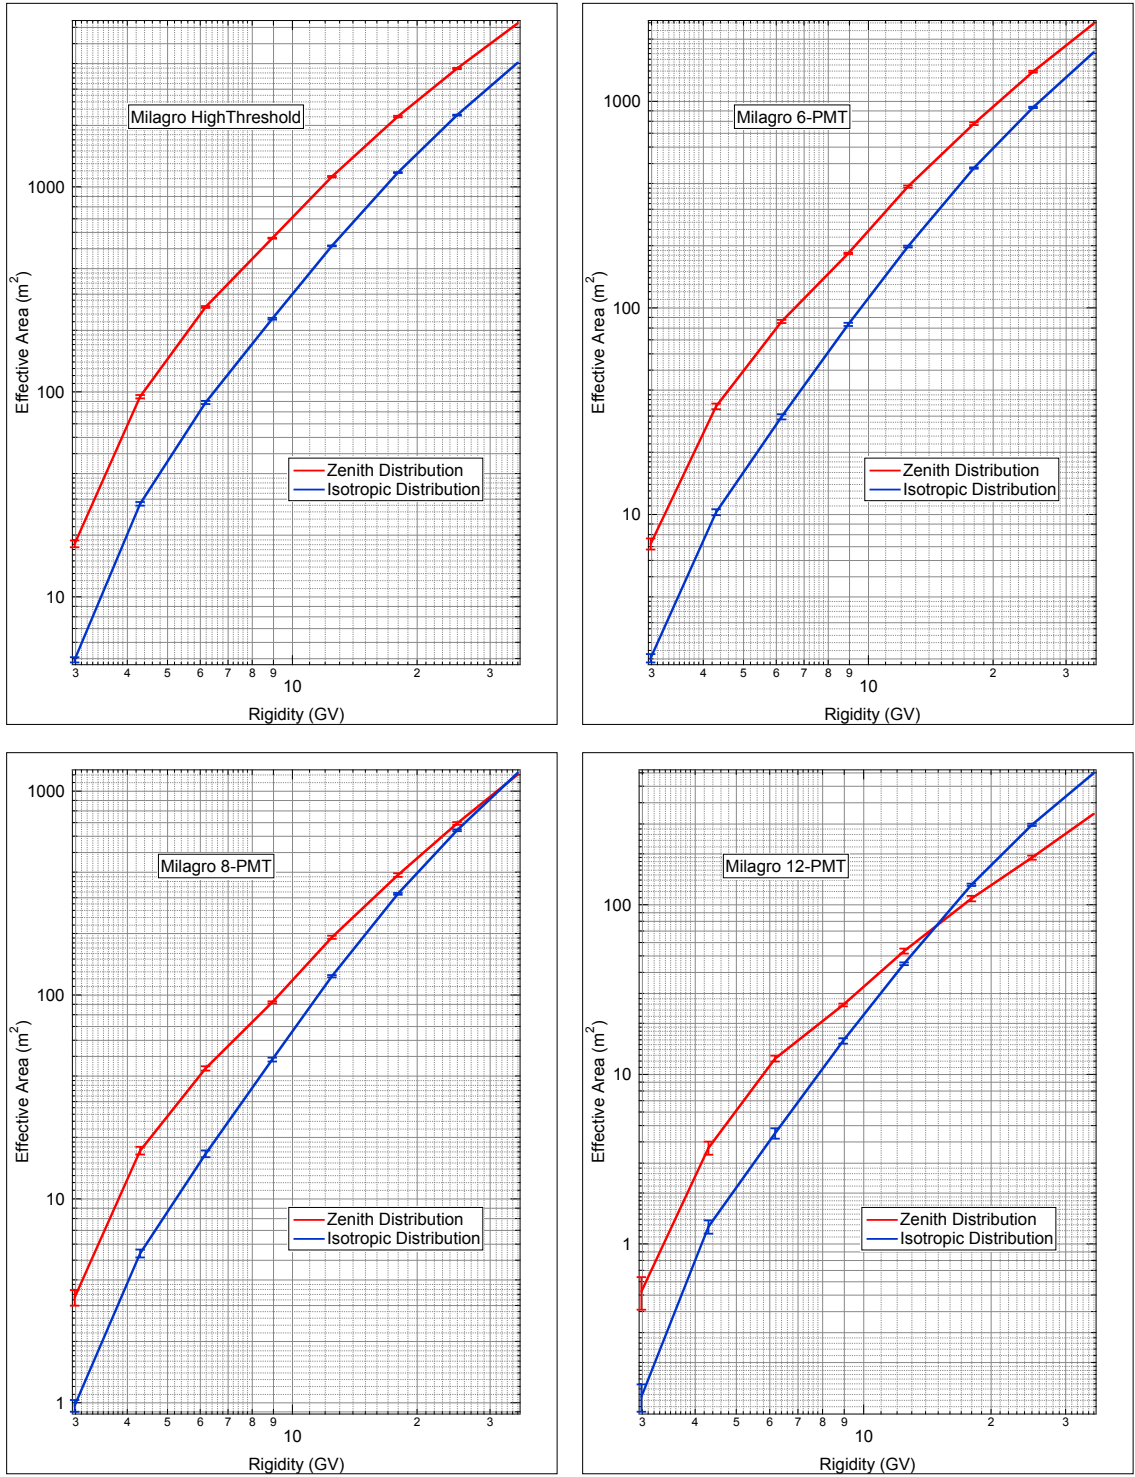 Milagro HighThreshold
1000
100
10
Effective Area (m²)
Zenith Distribution
Isotropic Distribution
3 4 5 6 7 8 9 2 3
10
Rigidity (GV)
Milagro 6-PMT
1000
100
10
Effective Area (m²)
Zenith Distribution
Isotropic Distribution
3 4 5 6 7 8 9 2 3
10
Rigidity (GV)
Milagro 8-PMT
1000
100
10
1
Effective Area (m²)
Zenith Distribution
Isotropic Distribution
3 4 5 6 7 8 9 2 3
10
Rigidity (GV)
Milagro 12-PMT
100
10
1
Effective Area (m²)
Zenith Distribution
Isotropic Distribution
3 4 5 6 7 8 9 2 3
10
Rigidity (GV)